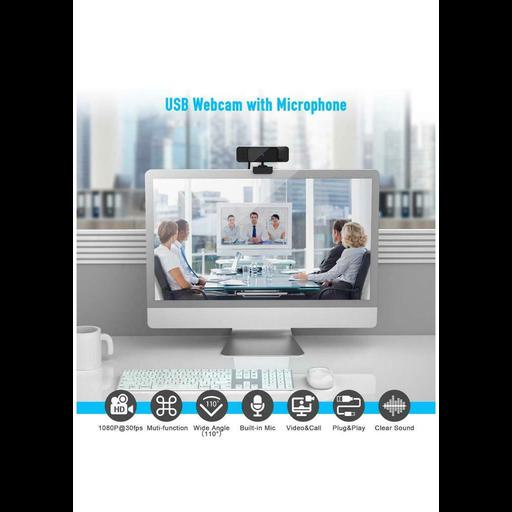 USB Webcam with Microphone
HD
110°
1080P@30fps Muti-function Wide Angle Built-in Mic Video&Call Plug&Play Clear Sound
(110°)